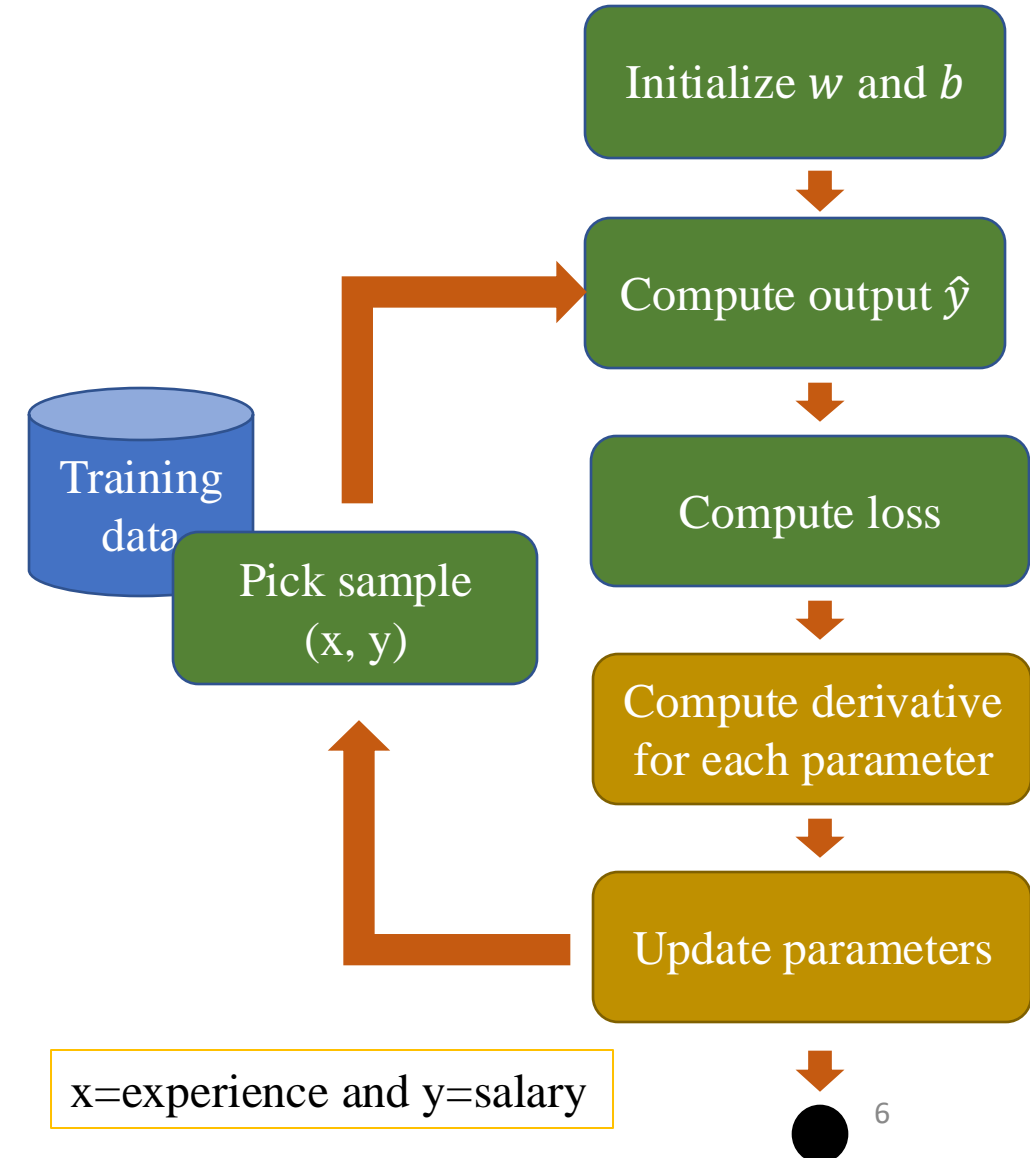 Initialize 𝑤 and 𝑏
Compute output ŷ
Training
data
Compute loss
Pick sample
(x, y)
Compute derivative
for each parameter
Update parameters
x=experience and y=salary
6